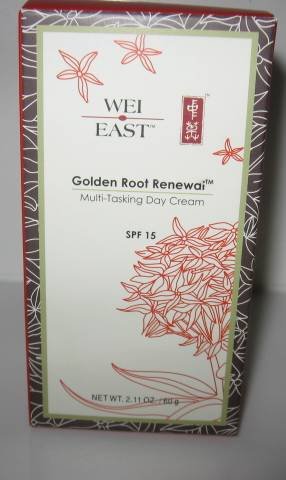 WEI
EAST™
Golden Root Renewal™
Multi-Tasking Day Cream
SPF 15
NET WT. 2.11 OZ. / 60 g